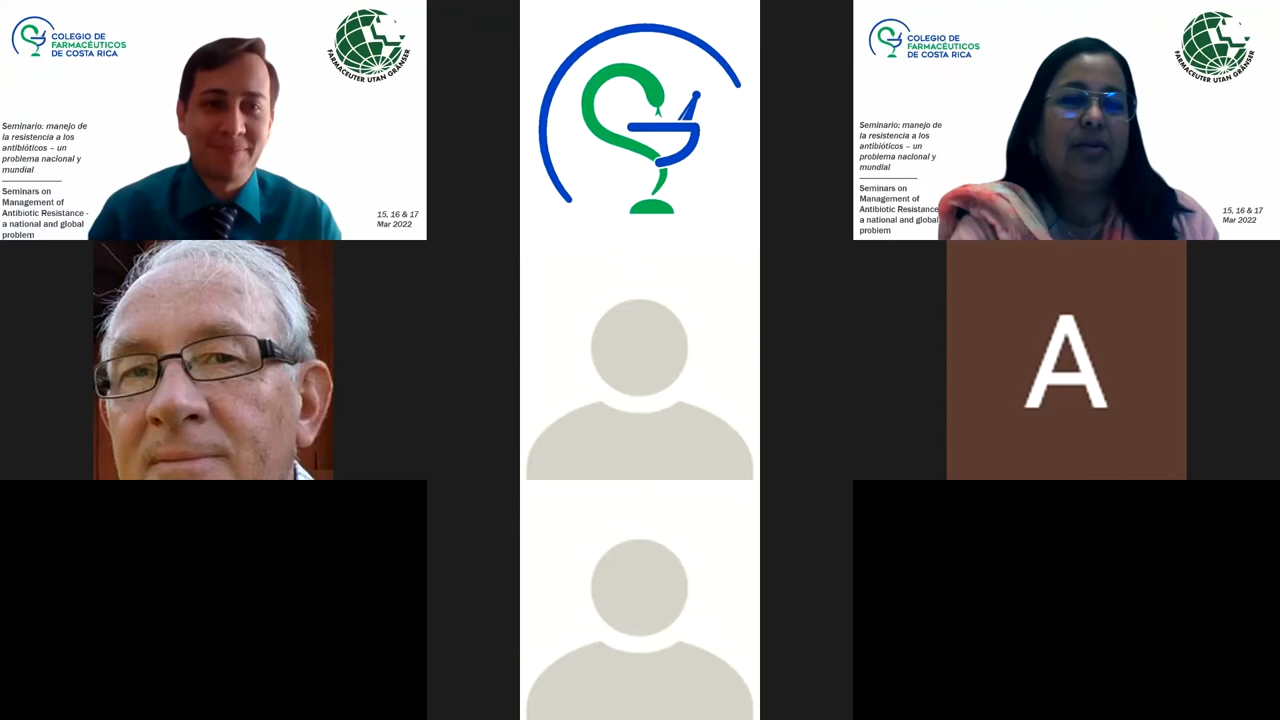 COLEGIO DE
FARMACÉUTICOS
DE COSTA RICA
FARMACEUTER UTAN GRÄNSER
Seminario: manejo de
la resistencia a los
antibióticos – un
problema nacional y
mundial
Seminars on
Management of
Antibiotic Resistance -
a national and global
problem
15, 16 & 17
Mar 2022
COLEGIO DE
FARMACÉUTICOS
DE COSTA RICA
FARMACEUTER UTAN GRÄNSER
Seminario: manejo de
la resistencia a los
antibióticos – un
problema nacional y
mundial
Seminars on
Management of
Antibiotic Resistance
a national and global
problem
15, 16 & 17
Mar 2022
A